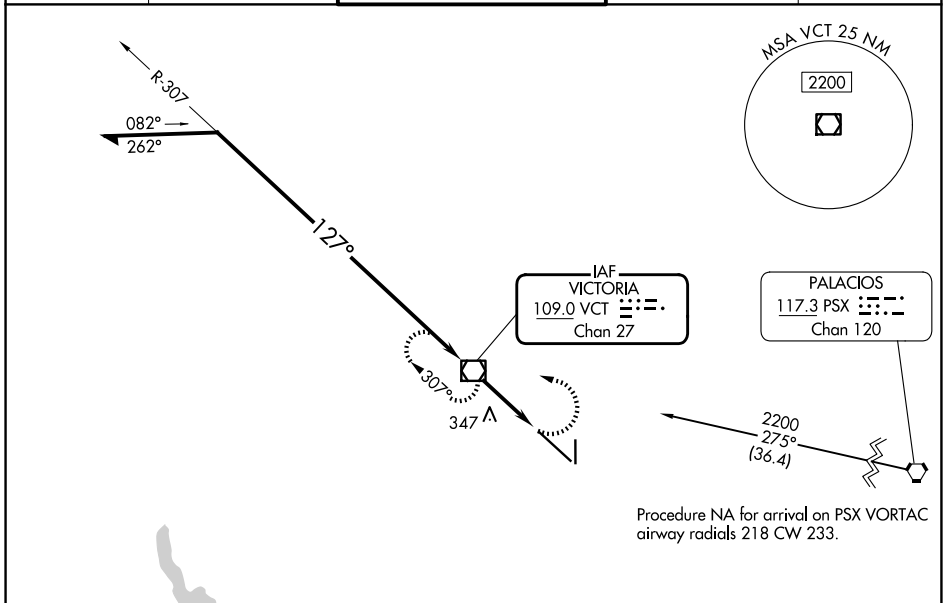 MSA VCT 25 NM
2200
R-307
082°
262°
127°
IAF
VICTORIA
109.0 VCT
Chan 27
PALACIOS
117.3 PSX
Chan 120
307°
347
2200
275°
(36.4)
Procedure NA for arrival on PSX VORTAC
airway radials 218 CW 233.